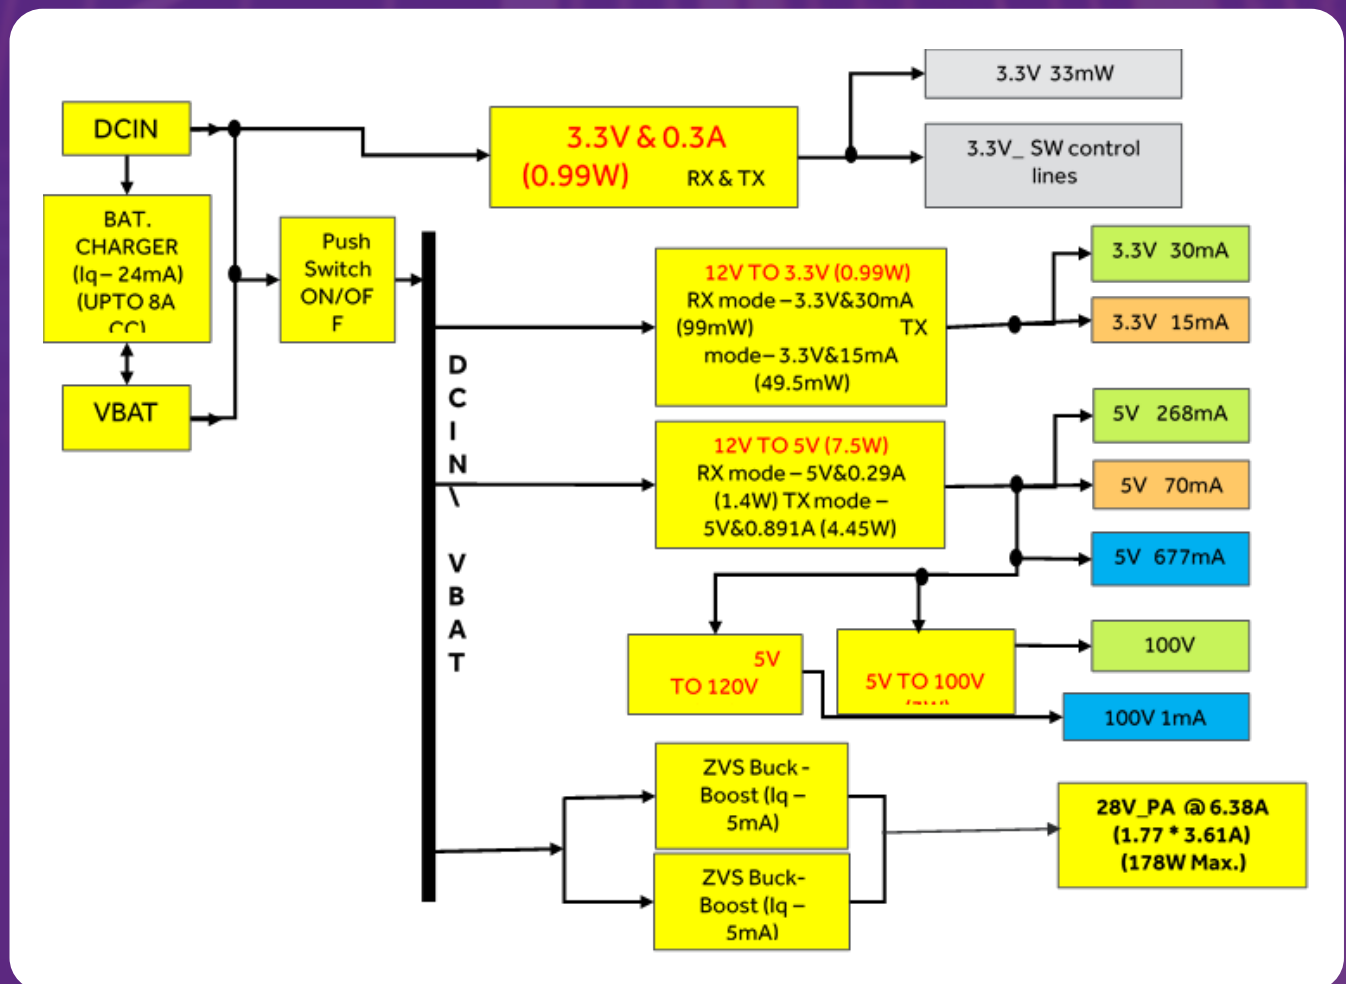 DCIN
BAT.
CHARGER
(Iq – 24mA)
(UPTO 8A
CC)
VBAT
Push
Switch
ON/OF
F
3.3V & 0.3A
(0.99W) RX & TX
3.3V 33mW
3.3V_ SW control
lines
D
C
I
N
\
V
B
A
T
12V TO 3.3V (0.99W)
RX mode – 3.3V&30mA
(99mW) TX
mode – 3.3V&15mA
(49.5mW)
3.3V 30mA
3.3V 15mA
12V TO 5V (7.5W)
RX mode – 5V&0.29A
(1.4W) TX mode –
5V&0.891A (4.45W)
5V 268mA
5V 70mA
5V 677mA
5V
TO 120V
5V TO 100V
100V
100V 1mA
ZVS Buck -
Boost (Iq –
5mA)
ZVS Buck-
Boost (Iq –
5mA)
28V_PA @ 6.38A
(1.77 * 3.61A)
(178W Max.)